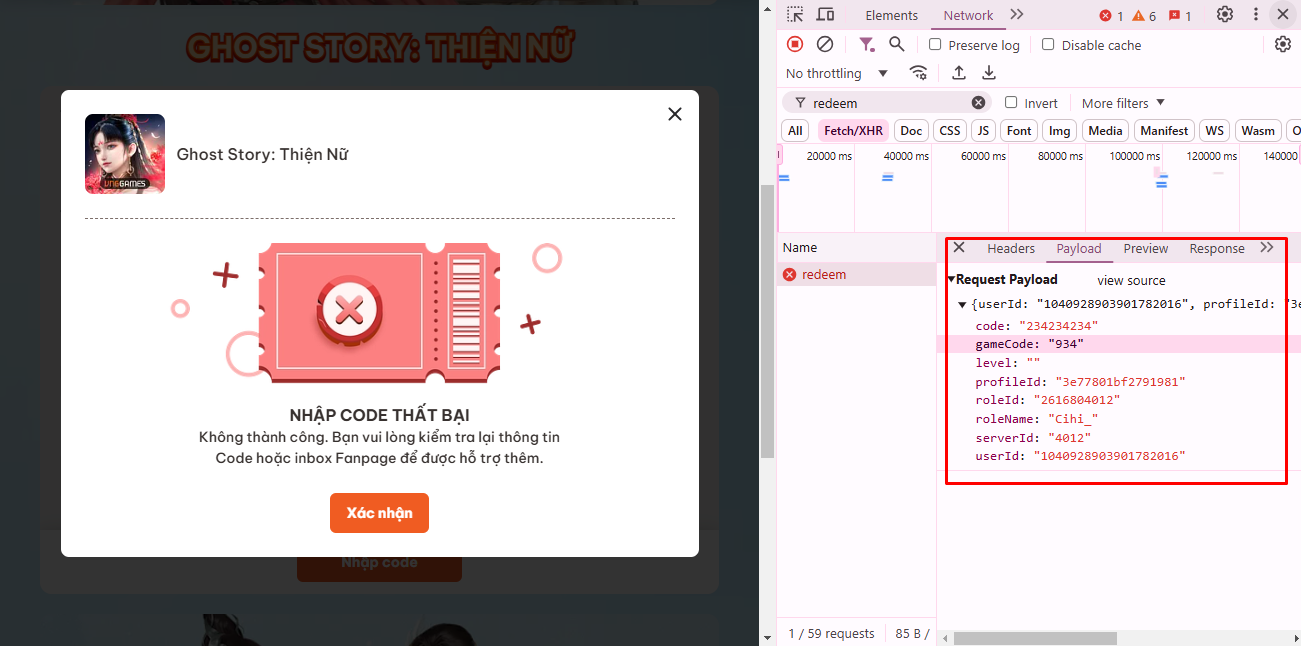 GHOST STORY: THIỆN NỮ
VNGGAMES
Ghost Story: Thiện Nữ
NHẬP CODE THẤT BẠI
Không thành công. Bạn vui lòng kiểm tra lại thông tin
Code hoặc inbox Fanpage để được hỗ trợ thêm.
Xác nhận
Nhập code
Elements Network 1 6 1
Preserve log Disable cache
No throttling
redeem Invert More filters
All Fetch/XHR Doc CSS JS Font Img Media Manifest WS Wasm O
20000 ms 40000 ms 60000 ms 80000 ms 100000 ms 120000 ms 140000
Name
redeem
Headers Payload Preview Response
Request Payload view source
{userId: "1040928903901782016", profileId: "3e
code: "234234234"
gameCode: "934"
level: ""
profileId: "3e77801bf2791981"
roleId: "2616804012"
roleName: "Cihi_"
serverId: "4012"
userId: "1040928903901782016"
1 / 59 requests 85 B /